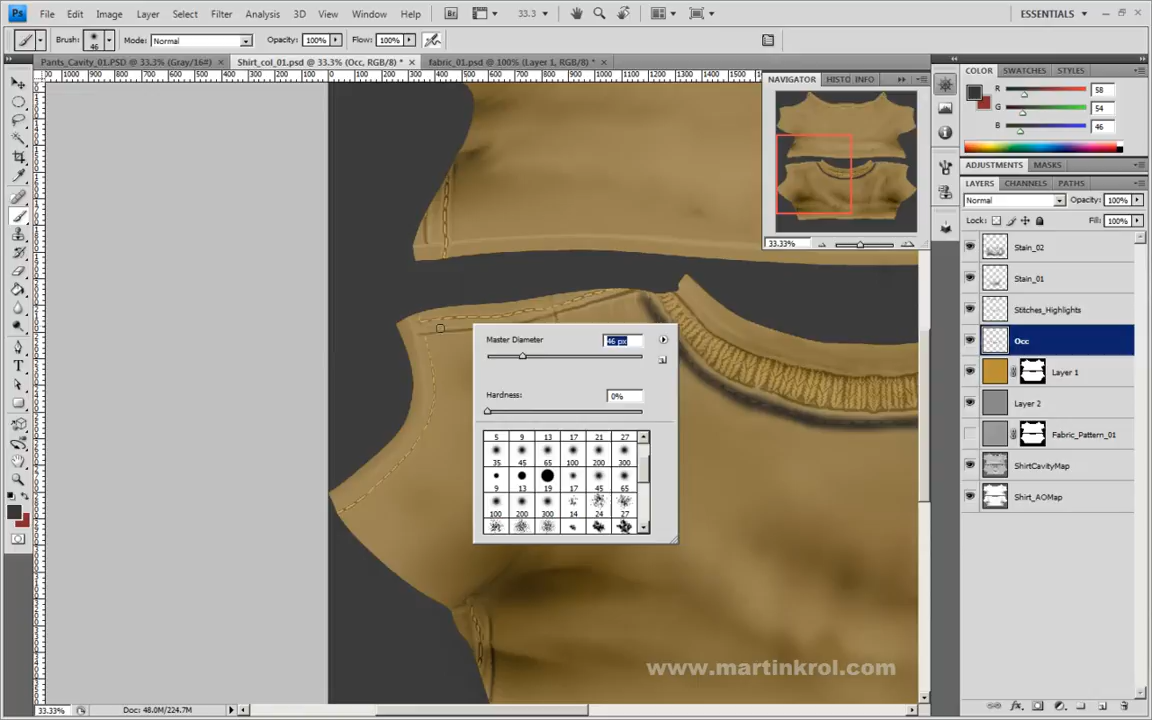 Ps File Edit Image Layer Select Filter Analysis 3D View Window Help Br 33.3 ESSENTIALS
Brush: 46 Mode: Normal Opacity: 100% Flow: 100%
Pants_Cavity_01.PSD @ 33.3% (Gray/16#) Shirt_col_01.psd @ 33.3% (Occ, RGB/8) * fabric_01.psd @ 100% (Layer 1, RGB/8) *
NAVIGATOR HISTO INFO
33.33%
COLOR SWATCHES STYLES
R 58
G 54
B 46
ADJUSTMENTS MASKS
LAYERS CHANNELS PATHS
Normal Opacity: 100%
Lock: Fill: 100%
Stain_02
Stain_01
Stitches_Highlights
Occ
Layer 1
Layer 2
Fabric_Pattern_01
ShirtCavityMap
Shirt_AOMap
Master Diameter 46 px
Hardness: 0%
5 9 13 17 21 27
35 45 65 100 200 300
9 13 19 17 45 65
100 200 300 14 24 27
www.martinkrol.com
33.33% Doc: 48.0M/224.7M